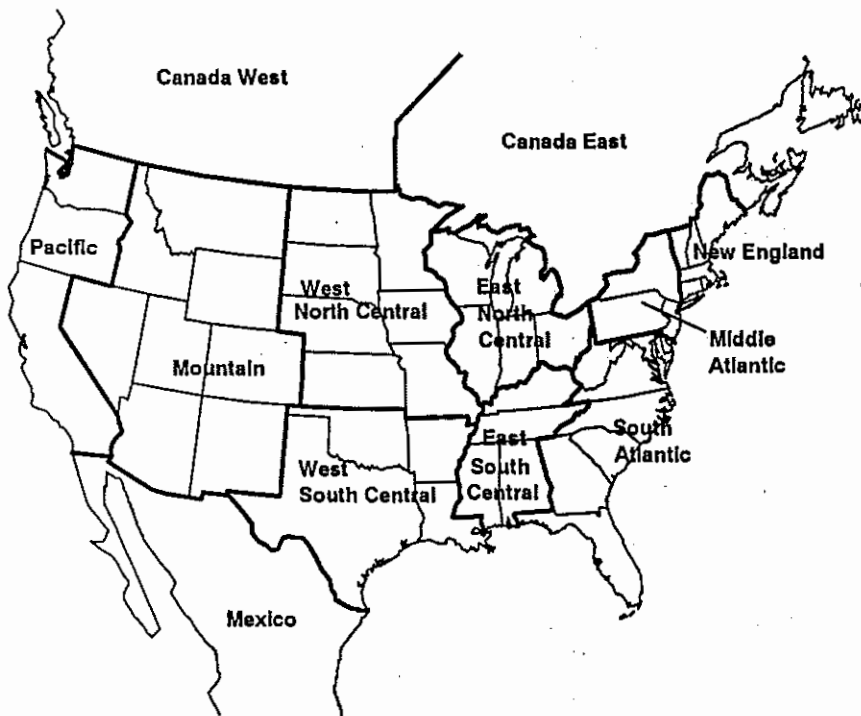 Canada West
Canada East
Pacific
New England
West
North Central
East
North
Central
Middle
Atlantic
Mountain
East
South
Central
South
Atlantic
West
South Central
Mexico